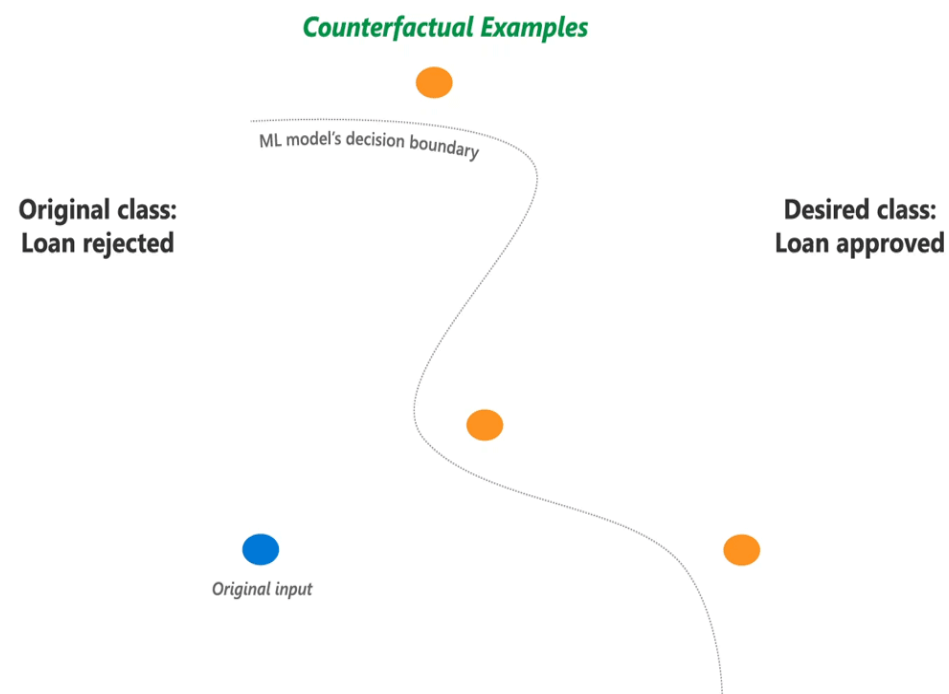 Counterfactual Examples
ML model's decision boundary
Original class:
Loan rejected
Desired class:
Loan approved
Original input